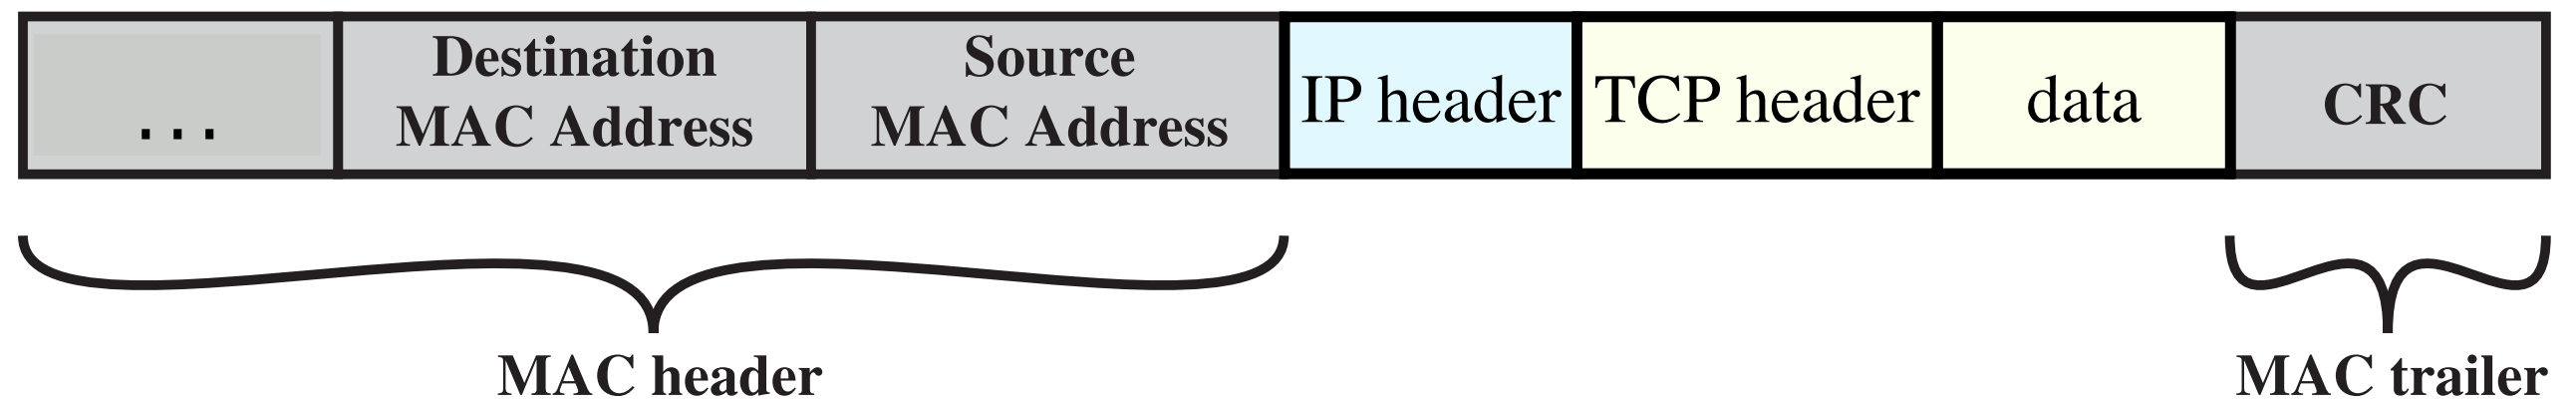 ...
Destination
MAC Address
Source
MAC Address
IP header
TCP header
data
CRC
MAC header
MAC trailer